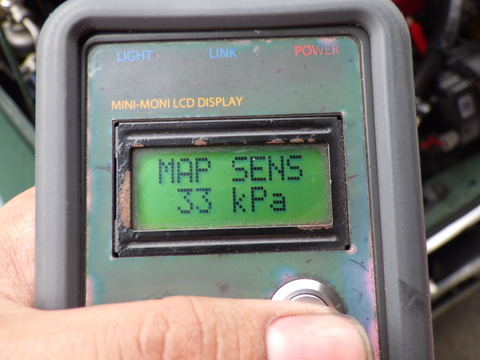 LIGHT LINK POWER
MINI-MONI LCD DISPLAY
MAP SENS
33 kPa